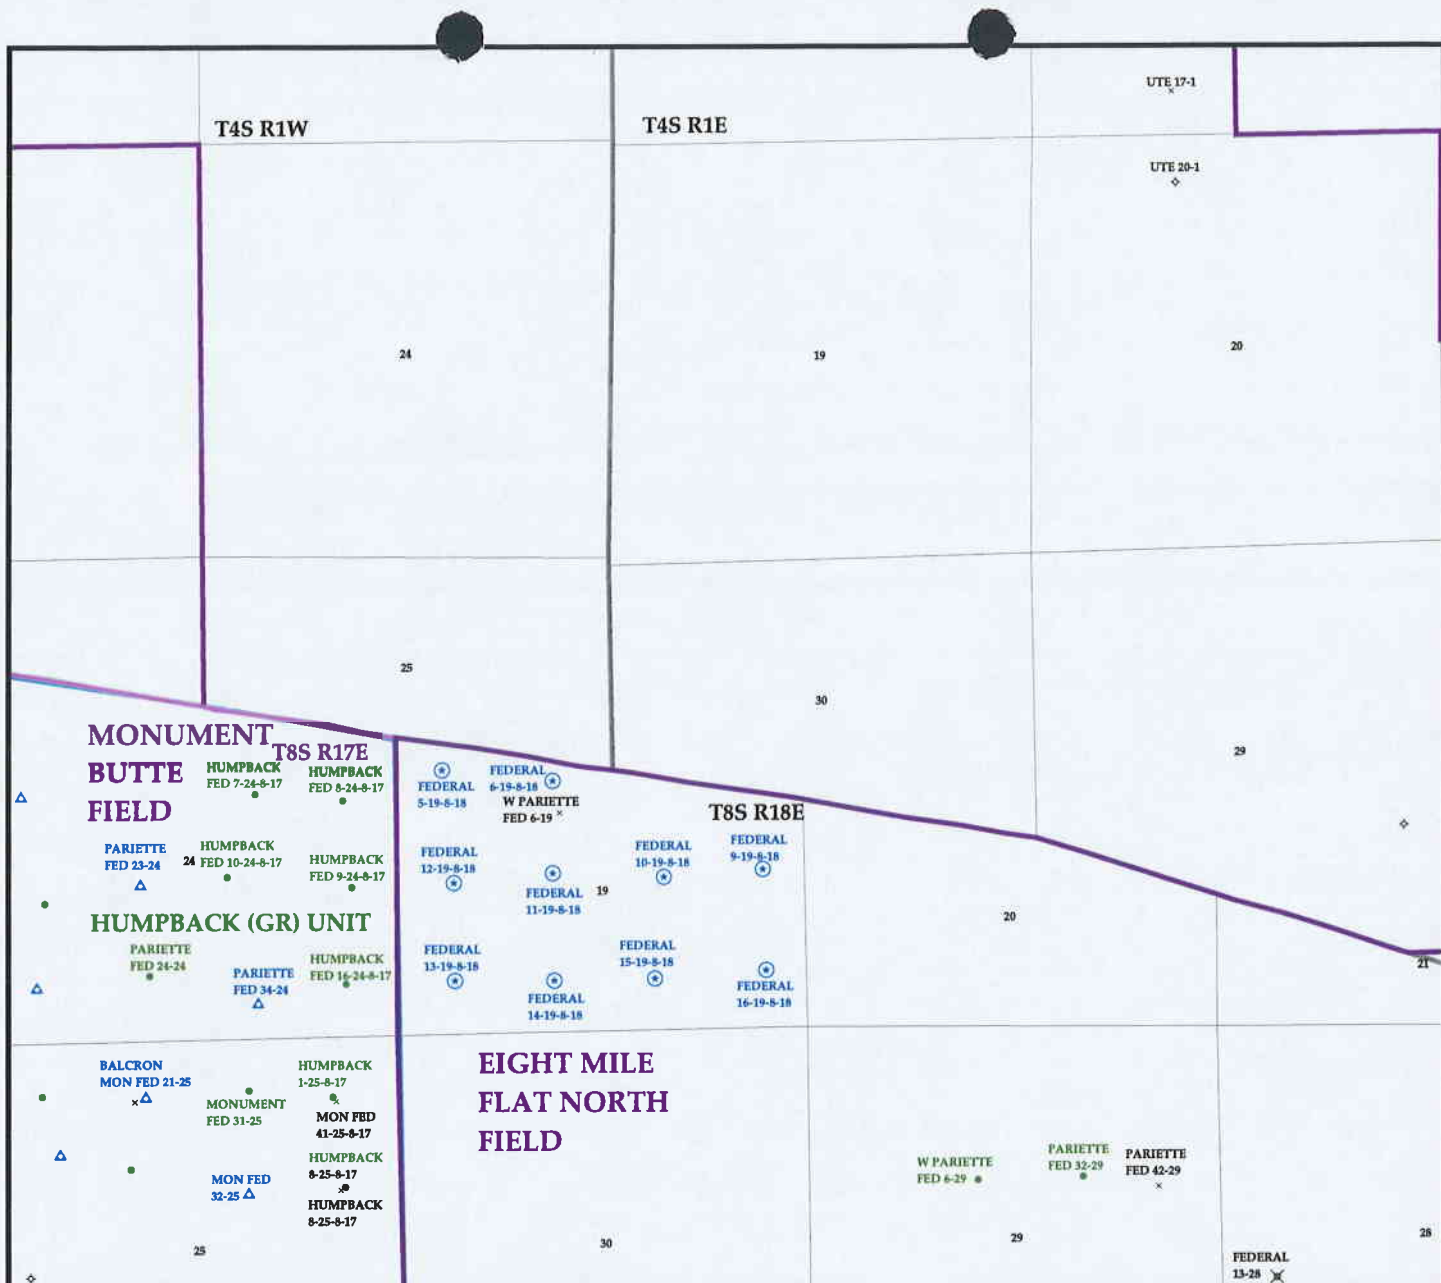 UTE 17-1
T4S R1W
T4S R1E
UTE 20-1
24
19
20
25
30
29
MONUMENT
BUTTE
FIELD
T8S R17E
HUMPBACK
FED 7-24-8-17
HUMPBACK
FED 8-24-8-17
FEDERAL
5-19-8-18
FEDERAL
6-19-8-18
W PARIETTE
FED 6-19
T8S R18E
PARIETTE
FED 23-24
24
HUMPBACK
FED 10-24-8-17
HUMPBACK
FED 9-24-8-17
FEDERAL
12-19-8-18
FEDERAL
11-19-8-18
19
FEDERAL
10-19-8-18
FEDERAL
9-19-8-18
20
HUMPBACK (GR) UNIT
PARIETTE
FED 24-24
PARIETTE
FED 34-24
HUMPBACK
FED 16-24-8-17
FEDERAL
13-19-8-18
FEDERAL
14-19-8-18
FEDERAL
15-19-8-18
FEDERAL
16-19-8-18
21
BALCRON
MON FED 21-25
MONUMENT
FED 31-25
HUMPBACK
1-25-8-17
MON FED
41-25-8-17
EIGHT MILE
FLAT NORTH
FIELD
MON FED
32-25
HUMPBACK
8-25-8-17
HUMPBACK
8-25-8-17
W PARIETTE
FED 6-29
PARIETTE
FED 32-29
PARIETTE
FED 42-29
25
30
29
28
FEDERAL
13-28